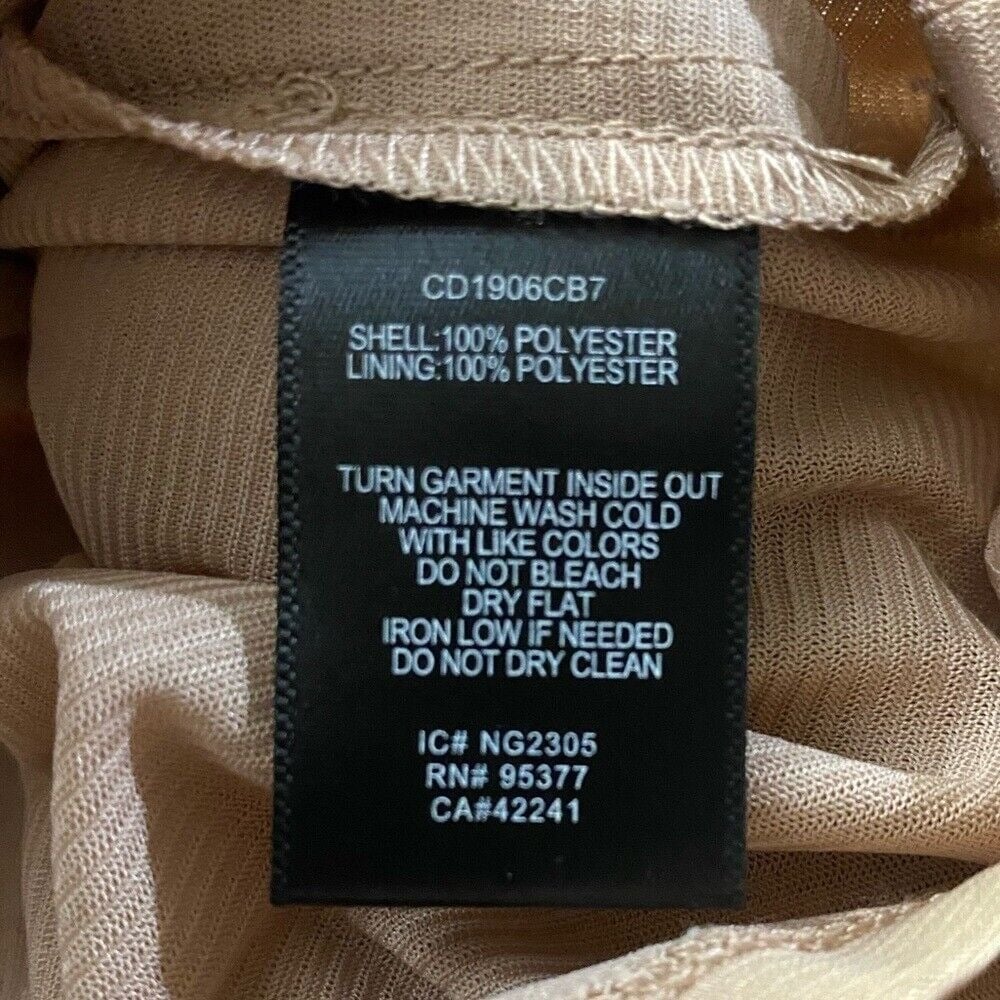 CD1906CB7
SHELL:100% POLYESTER
LINING:100% POLYESTER
TURN GARMENT INSIDE OUT
MACHINE WASH COLD
WITH LIKE COLORS
DO NOT BLEACH
DRY FLAT
IRON LOW IF NEEDED
DO NOT DRY CLEAN
IC# NG2305
RN# 95377
CA#42241